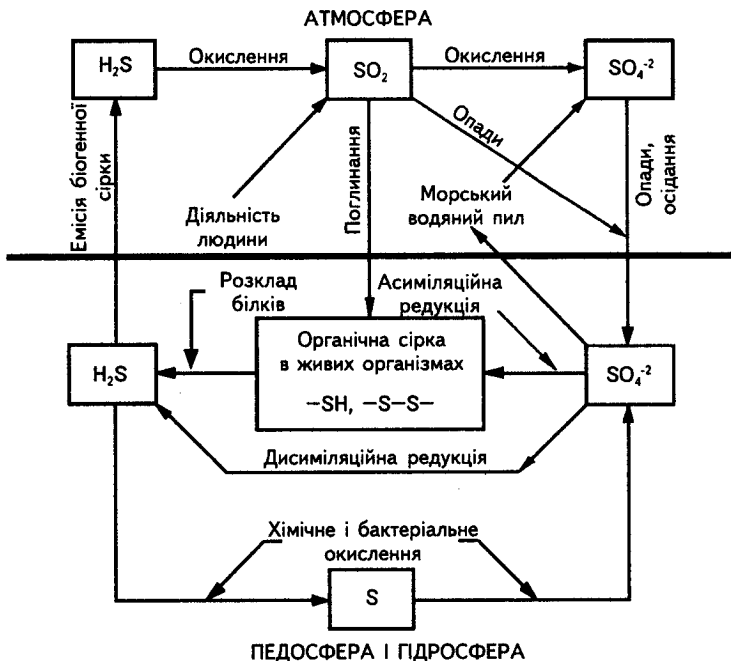 АТМОСФЕРА
H₂S
Окислення
SO₂
Окислення
SO₄⁻²
Емісія біогенної
сірки
Діяльність
людини
Поглинання
Опади
Морський
водяний пил
Опади,
осідання
Розклад
білків
Асиміляційна
редукція
H₂S
Органічна сірка
в живих організмах
—SH, —S—S—
SO₄⁻²
Дисиміляційна редукція
Хімічне і бактеріальне
окислення
S
ПЕДОСФЕРА І ГІДРОСФЕРА